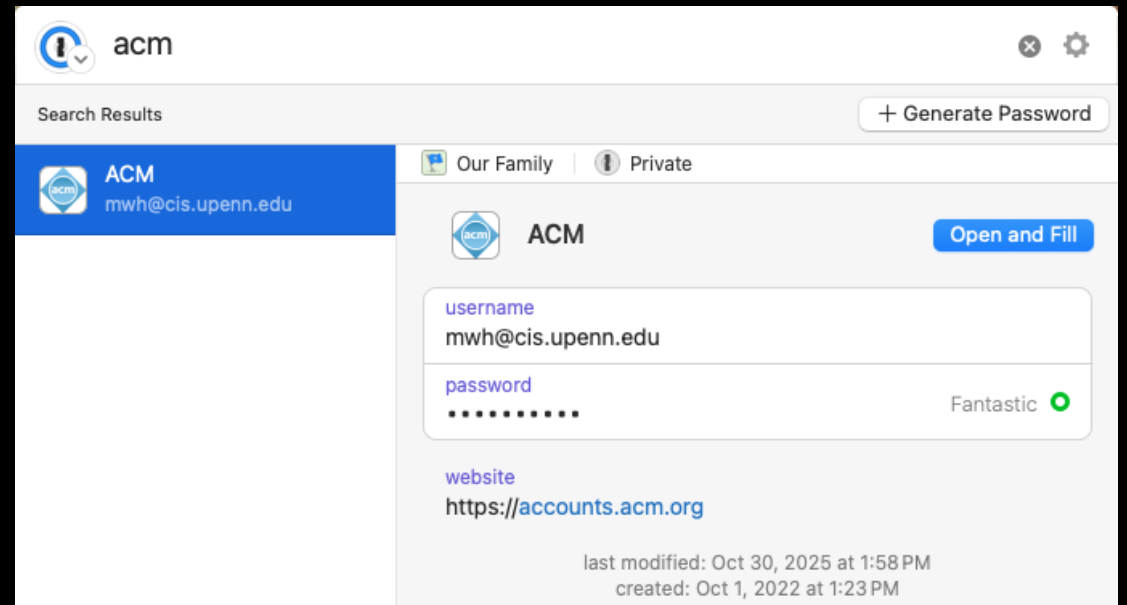 acm
Search Results
+ Generate Password
ACM
mwh@cis.upenn.edu
Our Family
Private
ACM
Open and Fill
username
mwh@cis.upenn.edu
password
••••••••••
Fantastic
website
https://accounts.acm.org
last modified: Oct 30, 2025 at 1:58 PM
created: Oct 1, 2022 at 1:23 PM